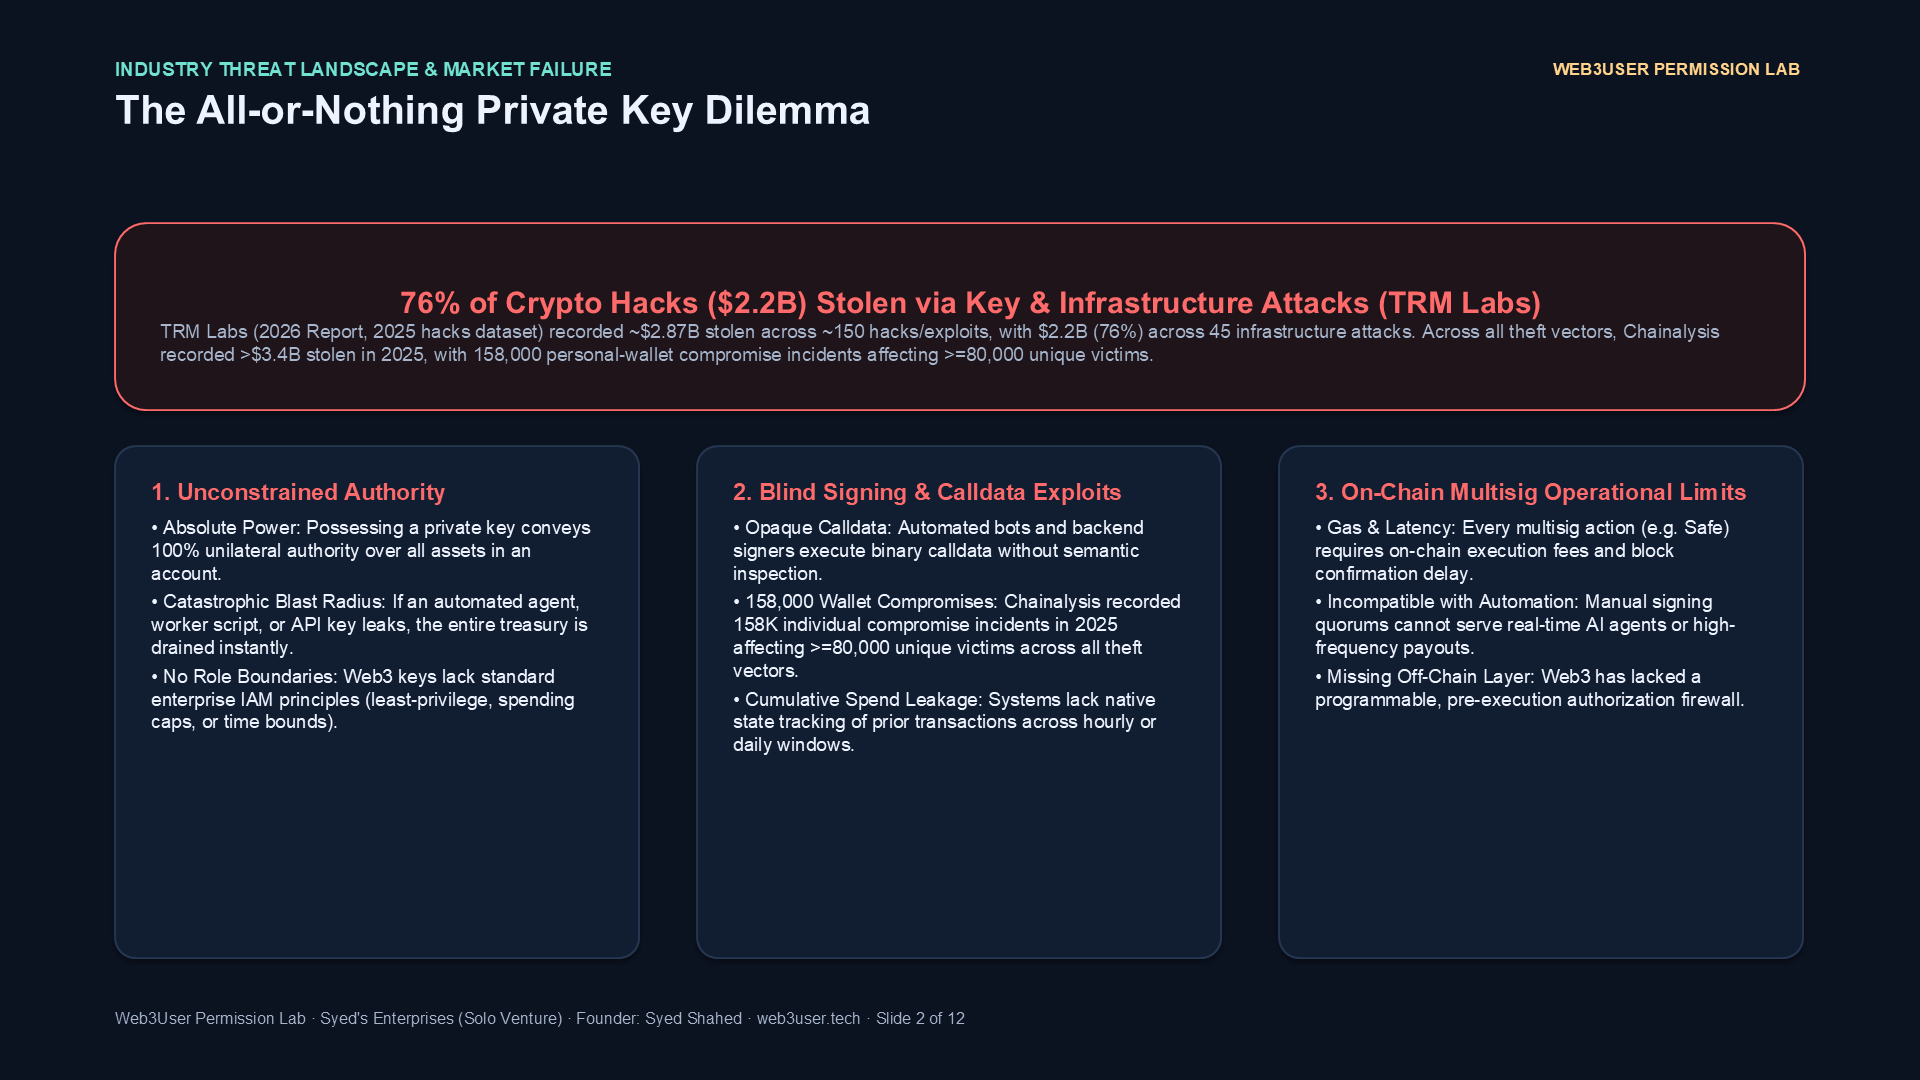 INDUSTRY THREAT LANDSCAPE & MARKET FAILURE
WEB3USER PERMISSION LAB
The All-or-Nothing Private Key Dilemma
76% of Crypto Hacks ($2.2B) Stolen via Key & Infrastructure Attacks (TRM Labs)
TRM Labs (2026 Report, 2025 hacks dataset) recorded ~$2.87B stolen across ~150 hacks/exploits, with $2.2B (76%) across 45 infrastructure attacks. Across all theft vectors, Chainalysis
recorded >$3.4B stolen in 2025, with 158,000 personal-wallet compromise incidents affecting >=80,000 unique victims.
1. Unconstrained Authority
• Absolute Power: Possessing a private key conveys
100% unilateral authority over all assets in an
account.
• Catastrophic Blast Radius: If an automated agent,
worker script, or API key leaks, the entire treasury is
drained instantly.
• No Role Boundaries: Web3 keys lack standard
enterprise IAM principles (least-privilege, spending
caps, or time bounds).
2. Blind Signing & Calldata Exploits
• Opaque Calldata: Automated bots and backend
signers execute binary calldata without semantic
inspection.
• 158,000 Wallet Compromises: Chainalysis recorded
158K individual compromise incidents in 2025
affecting >=80,000 unique victims across all theft
vectors.
• Cumulative Spend Leakage: Systems lack native
state tracking of prior transactions across hourly or
daily windows.
3. On-Chain Multisig Operational Limits
• Gas & Latency: Every multisig action (e.g. Safe)
requires on-chain execution fees and block
confirmation delay.
• Incompatible with Automation: Manual signing
quorums cannot serve real-time AI agents or high-
frequency payouts.
• Missing Off-Chain Layer: Web3 has lacked a
programmable, pre-execution authorization firewall.
Web3User Permission Lab · Syed's Enterprises (Solo Venture) · Founder: Syed Shahed · web3user.tech · Slide 2 of 12